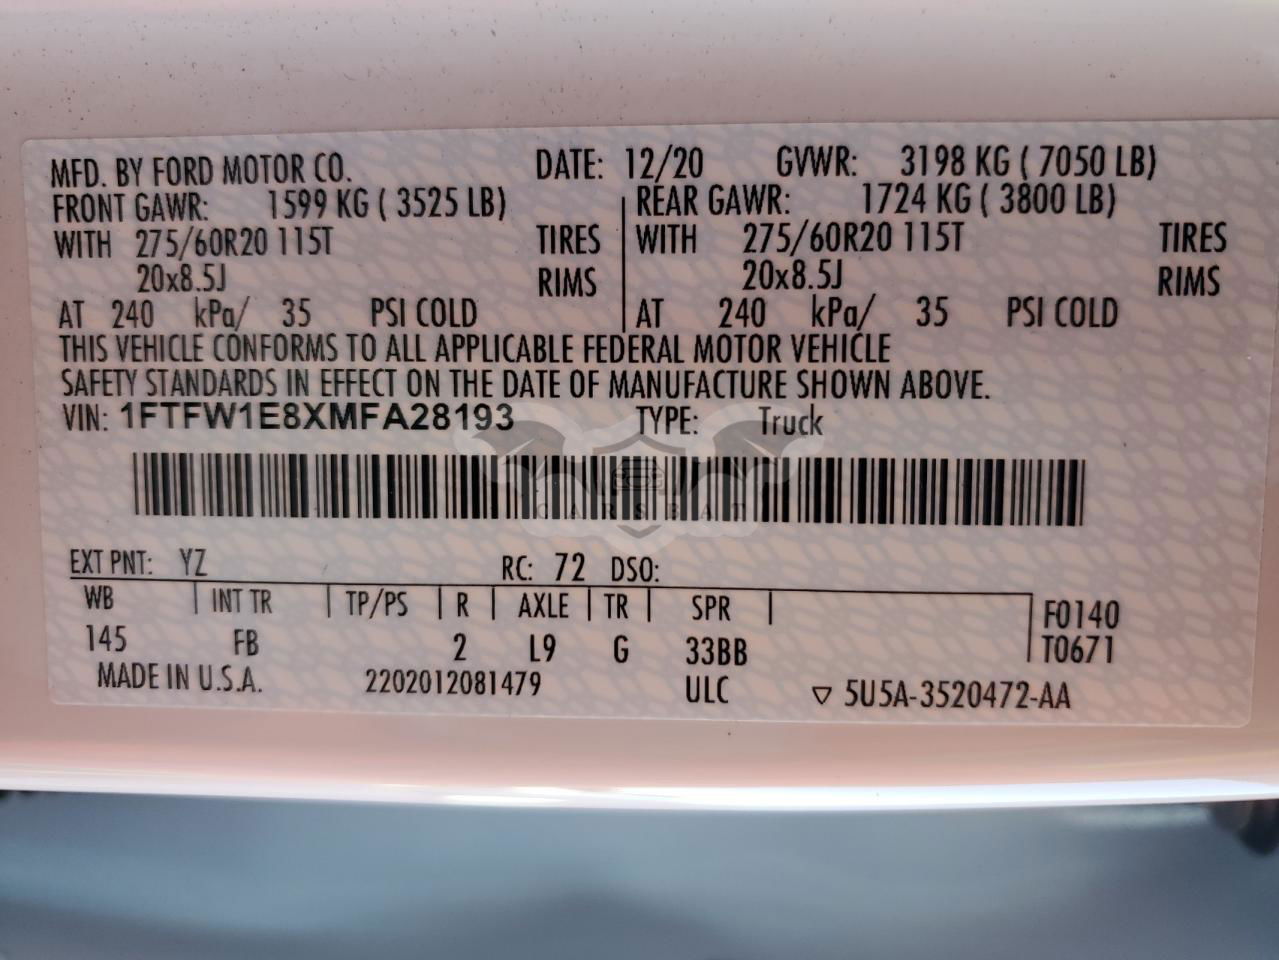 MFD. BY FORD MOTOR CO. DATE: 12/20 GVWR: 3198 KG ( 7050 LB)
FRONT GAWR: 1599 KG ( 3525 LB) REAR GAWR: 1724 KG ( 3800 LB)
WITH 275/60R20 115T TIRES WITH 275/60R20 115T TIRES
20x8.5J RIMS 20x8.5J RIMS
AT 240 kPa/ 35 PSI COLD AT 240 kPa/ 35 PSI COLD
THIS VEHICLE CONFORMS TO ALL APPLICABLE FEDERAL MOTOR VEHICLE
SAFETY STANDARDS IN EFFECT ON THE DATE OF MANUFACTURE SHOWN ABOVE.
VIN: 1FTFW1E8XMFA28193 TYPE: Truck
CARSBAT
EXT PNT: YZ RC: 72 DSO:
WB INT TR TP/PS R AXLE TR SPR F0140
145 FB 2 L9 G 33BB T0671
MADE IN U.S.A. 2202012081479 ULC ▽ 5U5A-3520472-AA